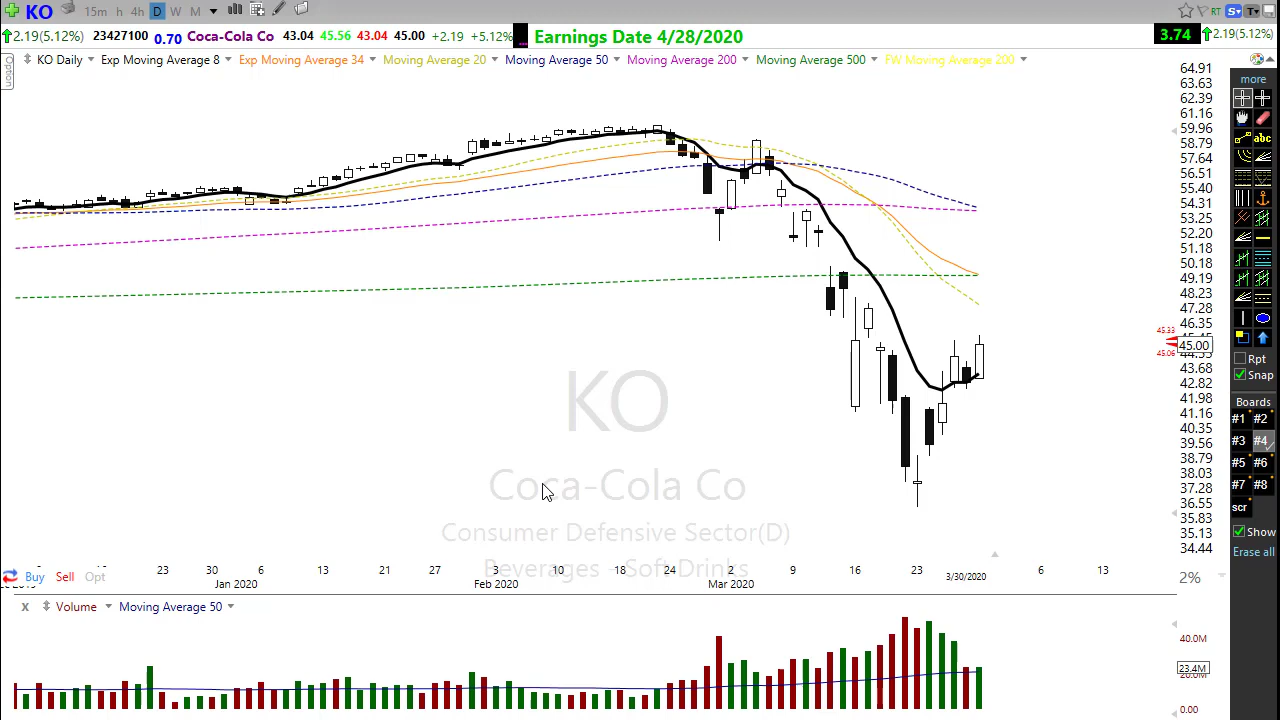 KO 15m h 4h D W M RT S T
2.19(5.12%) 23427100 0.70 Coca-Cola Co 43.04 45.56 43.04 45.00 +2.19 +5.12% Earnings Date 4/28/2020 3.74 2.19(5.12%)
Option
KO Daily Exp Moving Average 8 Exp Moving Average 34 Moving Average 20 Moving Average 50 Moving Average 200 Moving Average 500 FW Moving Average 200
64.91
63.63
62.39
61.16
59.96
58.79
57.64
56.51
55.40
54.31
53.25
52.20
51.18
50.18
49.19
48.23
47.28
46.35
45.33
45.00
45.06
43.68
42.82
41.98
41.16
40.35
39.56
38.79
38.03
37.28
36.55
35.83
35.13
34.44
KO
Coca-Cola Co
Consumer Defensive Sector(D)
Beverages - Soft Drinks
23 30 6 13 21 27 3 10 18 24 2 9 16 23 3/30/2020 6 13
Jan 2020 Feb 2020 Mar 2020
Buy Sell Opt
2%
x Volume Moving Average 50
40.0M
23.4M
20.0M
0.00
more
abc
Rpt
Snap
Boards
#1 #2
#3 #4
#5 #6
#7 #8
scr
Show
Erase all